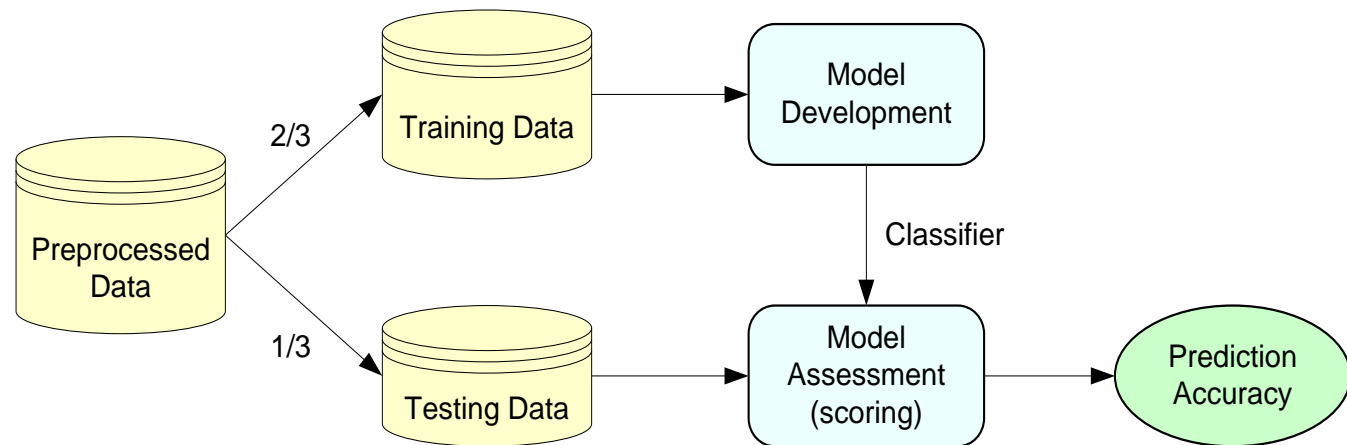 2/3
Training Data
Model
Development
Preprocessed
Data
Classifier
1/3
Testing Data
Model
Assessment
(scoring)
Prediction
Accuracy